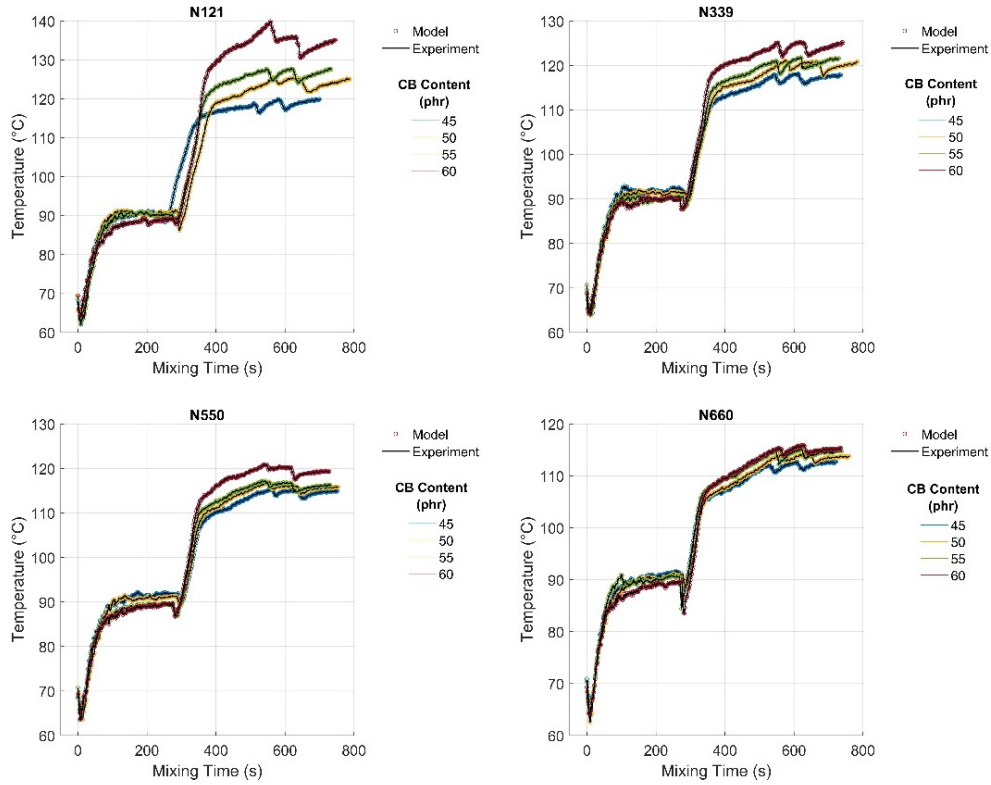 N121
140
130
120
110
100
90
80
70
60
0
200
400
600
800
Temperature (°C)
Mixing Time (s)
Model
Experiment
CB Content
(phr)
45
50
55
60
N339
130
120
110
100
90
80
70
60
0
200
400
600
800
Temperature (°C)
Mixing Time (s)
Model
Experiment
CB Content
(phr)
45
50
55
60
N550
130
120
110
100
90
80
70
60
0
200
400
600
800
Temperature (°C)
Mixing Time (s)
Model
Experiment
CB Content
(phr)
45
50
55
60
N660
120
110
100
90
80
70
60
0
200
400
600
800
Temperature (°C)
Mixing Time (s)
Model
Experiment
CB Content
(phr)
45
50
55
60